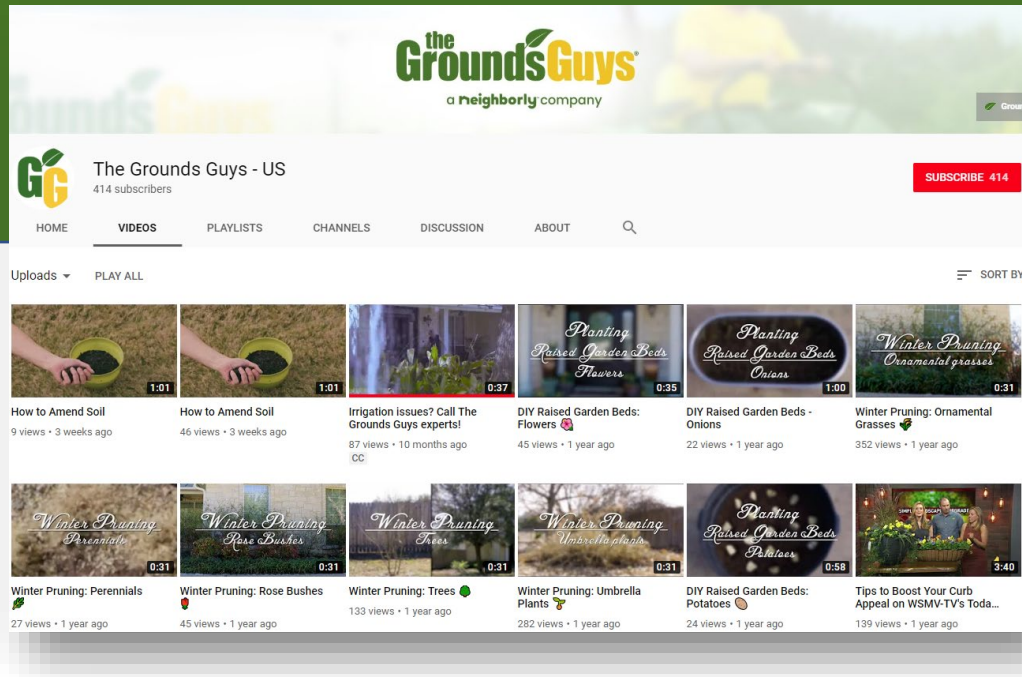 the
GroundsGuys
a neighborly company
Grou
The Grounds Guys - US
414 subscribers
SUBSCRIBE 414
HOME VIDEOS PLAYLISTS CHANNELS DISCUSSION ABOUT
Uploads PLAY ALL SORT BY
1:01
How to Amend Soil
9 views • 3 weeks ago
1:01
How to Amend Soil
46 views • 3 weeks ago
0:37
Irrigation issues? Call The
Grounds Guys experts!
87 views • 10 months ago
CC
Planting
Raised Garden Beds
Flowers
0:35
DIY Raised Garden Beds:
Flowers 🌺
45 views • 1 year ago
Planting
Raised Garden Beds
Onions
1:00
DIY Raised Garden Beds -
Onions
22 views • 1 year ago
Winter Pruning
Ornamental grasses
0:31
Winter Pruning: Ornamental
Grasses 🌾
352 views • 1 year ago
Winter Pruning
Perennials
0:31
Winter Pruning: Perennials
🌿
27 views • 1 year ago
Winter Pruning
Rose Bushes
0:31
Winter Pruning: Rose Bushes
🌹
45 views • 1 year ago
Winter Pruning
Trees
0:31
Winter Pruning: Trees 🌳
133 views • 1 year ago
Winter Pruning
Umbrella plants
0:31
Winter Pruning: Umbrella
Plants 🌱
282 views • 1 year ago
Planting
Raised Garden Beds
Potatoes
0:58
DIY Raised Garden Beds:
Potatoes 🥔
24 views • 1 year ago
3:40
Tips to Boost Your Curb
Appeal on WSMV-TV's Toda...
139 views • 1 year ago